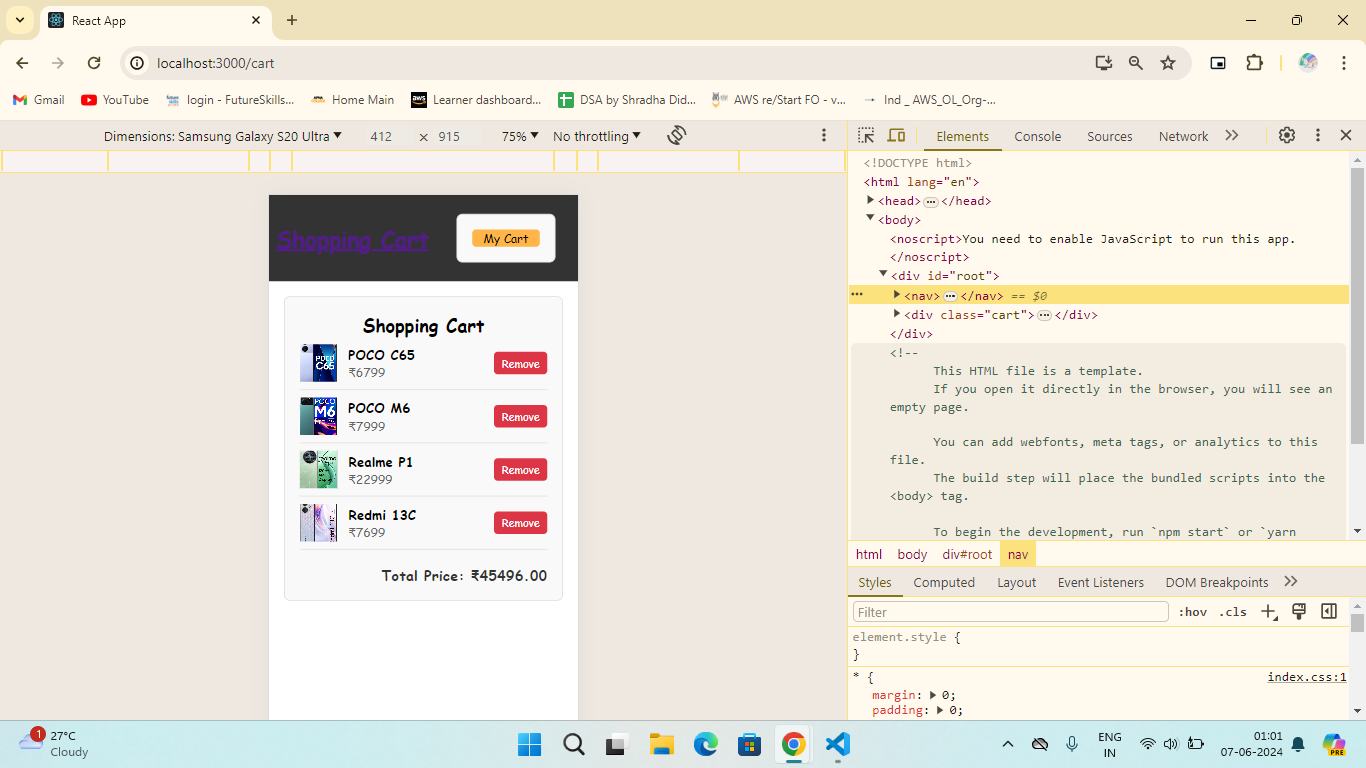 React App
localhost:3000/cart
Gmail
YouTube
login - FutureSkills...
Home Main
Learner dashboard...
DSA by Shradha Did...
AWS re/Start FO - v...
Ind _ AWS_OL_Org-...
Dimensions: Samsung Galaxy S20 Ultra
412
×
915
75%
No throttling
Elements
Console
Sources
Network
Shopping Cart
My Cart
Shopping Cart
POCO C65
₹6799
Remove
POCO M6
₹7999
Remove
Realme P1
₹22999
Remove
Redmi 13C
₹7699
Remove
Total Price: ₹45496.00
<!DOCTYPE html>
<html lang="en">
<head>…</head>
<body>
<noscript>You need to enable JavaScript to run this app.
</noscript>
<div id="root">
<nav>…</nav> == $0
<div class="cart">…</div>
</div>
<!--
This HTML file is a template.
If you open it directly in the browser, you will see an
empty page.
You can add webfonts, meta tags, or analytics to this
file.
The build step will place the bundled scripts into the
<body> tag.
To begin the development, run `npm start` or `yarn
html
body
div#root
nav
Styles
Computed
Layout
Event Listeners
DOM Breakpoints
Filter
:hov
.cls
element.style {
}
* {
index.css:1
margin: 0;
padding: 0;
1
27°C
Cloudy
ENG
IN
01:01
07-06-2024
PRE